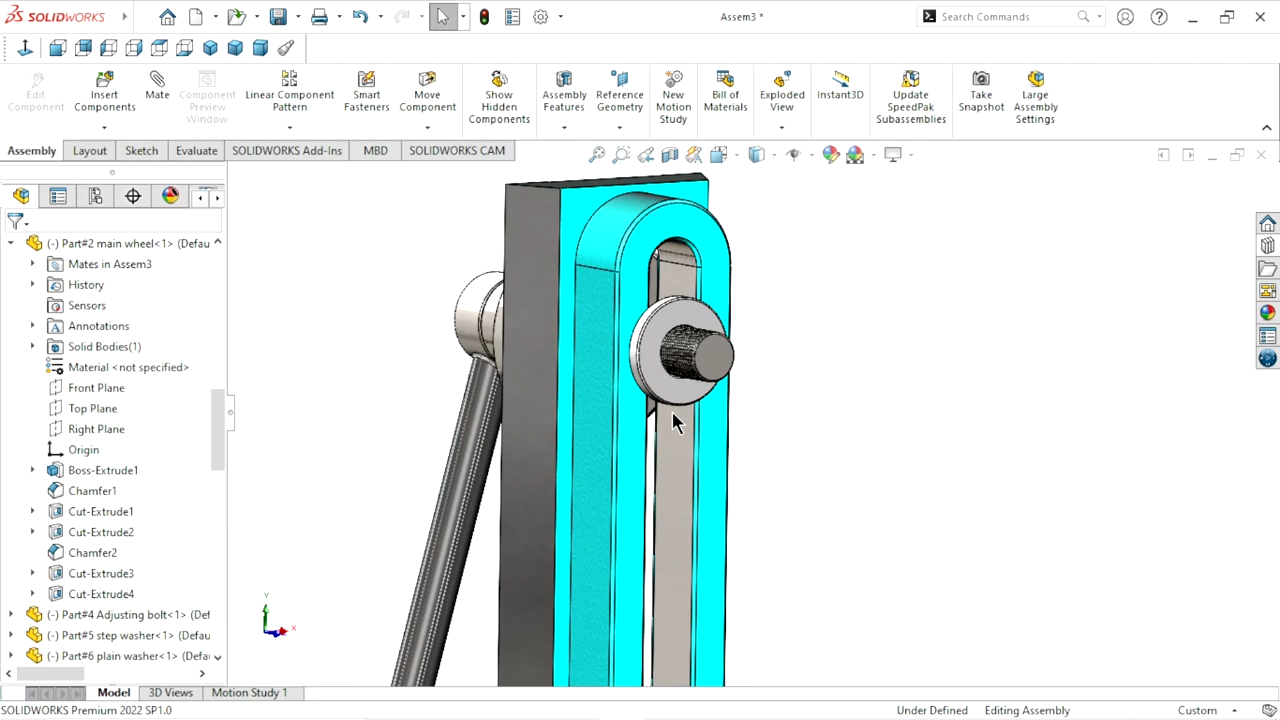 SOLIDWORKS
Assem3 *
Search Commands
Edit Component
Insert Components
Mate
Component Preview Window
Linear Component Pattern
Smart Fasteners
Move Component
Show Hidden Components
Assembly Features
Reference Geometry
New Motion Study
Bill of Materials
Exploded View
Instant3D
Update SpeedPak Subassemblies
Take Snapshot
Large Assembly Settings
Assembly
Layout
Sketch
Evaluate
SOLIDWORKS Add-Ins
MBD
SOLIDWORKS CAM
(-) Part#2 main wheel<1> (Defau
Mates in Assem3
History
Sensors
Annotations
Solid Bodies(1)
Material <not specified>
Front Plane
Top Plane
Right Plane
Origin
Boss-Extrude1
Chamfer1
Cut-Extrude1
Cut-Extrude2
Chamfer2
Cut-Extrude3
Cut-Extrude4
(-) Part#4 Adjusting bolt<1> (Def
(-) Part#5 step washer<1> (Defau
(-) Part#6 plain washer<1> (Defau
Y
X
Model
3D Views
Motion Study 1
SOLIDWORKS Premium 2022 SP1.0
Under Defined
Editing Assembly
Custom